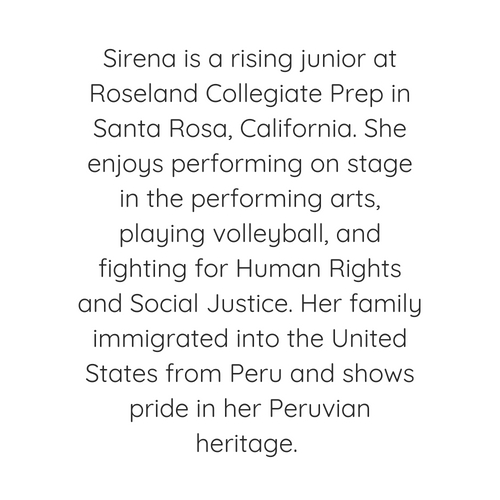 Sirena is a rising junior at
Roseland Collegiate Prep in
Santa Rosa, California. She
enjoys performing on stage
in the performing arts,
playing volleyball, and
fighting for Human Rights
and Social Justice. Her family
immigrated into the United
States from Peru and shows
pride in her Peruvian
heritage.